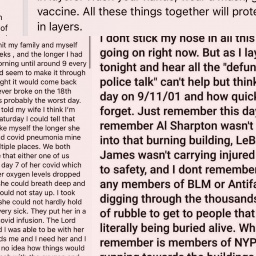 vaccine. All these things together will prote
of
in layers.
nit my family and myself
eks , and the longer I had
orning until around 9 every
d seem to make it through
ght it would come back
ever broke on the 18th
s probably the worst day.
told my wife I think I'm
aturday I could tell that
ke myself the longer she
d covid pneumonia mine
ltiple places. We both
e that either one of us
day 7 of her covid which
er oxygen levels dropped
she could breath deep and
ould not stay up. I took
she could not hardly hold
ery sick. They put her in a
ovid infusion. The Lord
I was able to be with her
ds me and I need her and I
no idea how things would
I dont stick my nose in all this
going on right now. But as I lay
tonight and hear all the "defun
police talk" can't help but think
day on 9/11/01 and how quick
forget. Just remember this day
remember Al Sharpton wasn't
into that burning building, LeB
James wasn't carrying injured
to safety, and I dont remember
any members of BLM or Antifa
digging through the thousands
of rubble to get to people that
literally being buried alive. Wh
remember is members of NYP